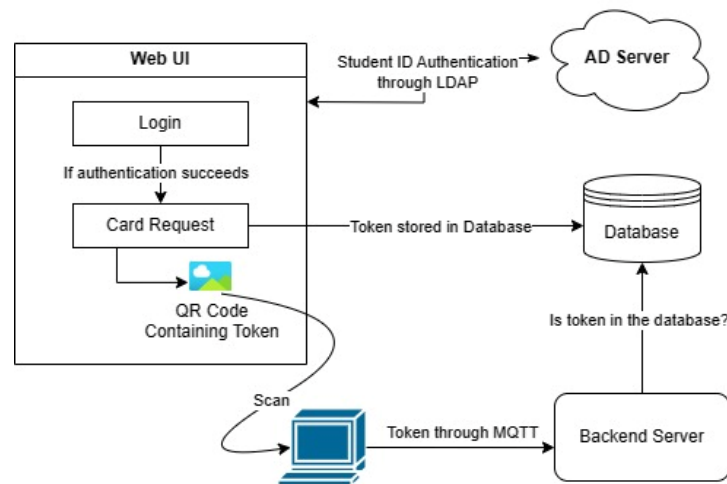 Web UI
Student ID Authentication
through LDAP
AD Server
Login
If authentication succeeds
Card Request
Token stored in Database
Database
QR Code
Containing Token
Is token in the database?
Scan
Token through MQTT
Backend Server